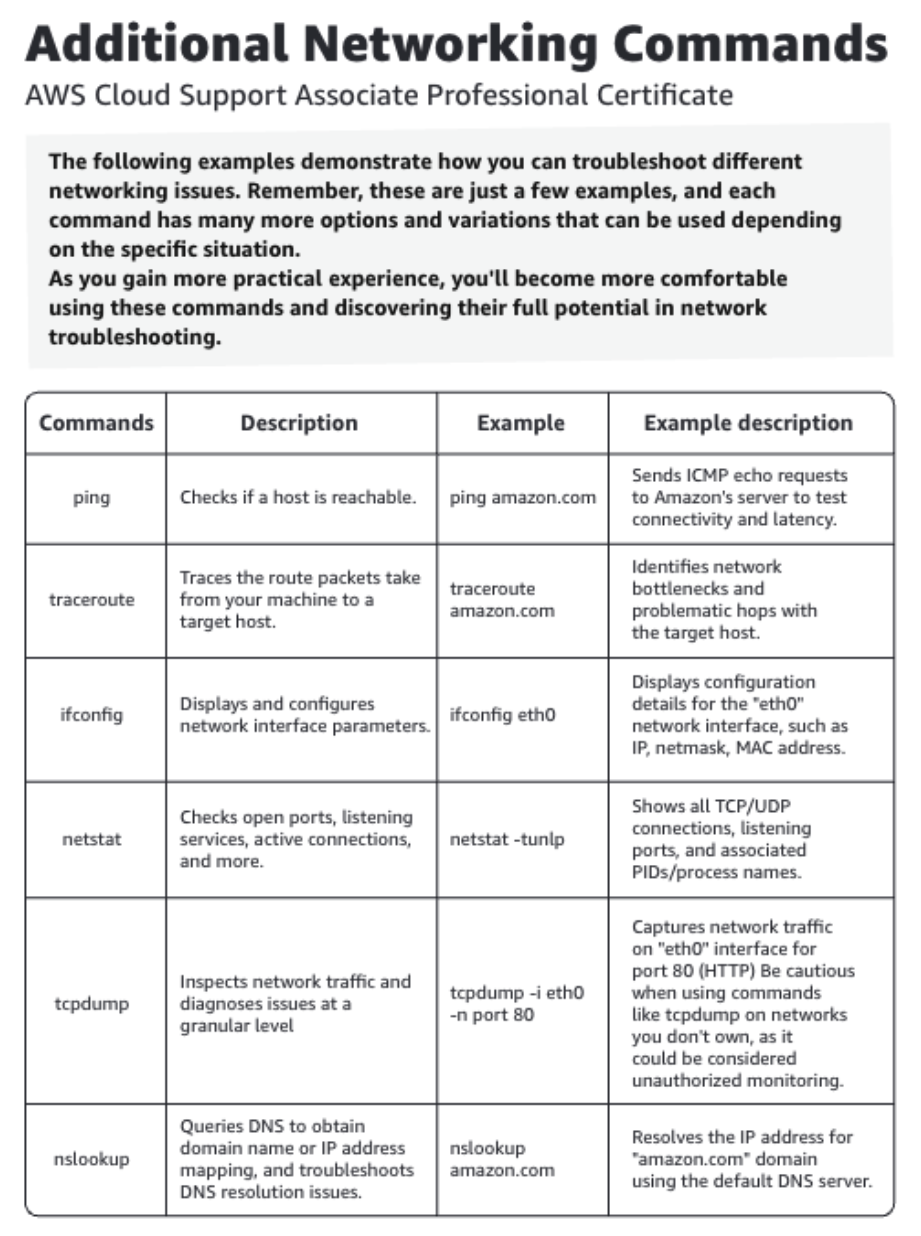 Additional Networking Commands
AWS Cloud Support Associate Professional Certificate
The following examples demonstrate how you can troubleshoot different
networking issues. Remember, these are just a few examples, and each
command has many more options and variations that can be used depending
on the specific situation.
As you gain more practical experience, you'll become more comfortable
using these commands and discovering their full potential in network
troubleshooting.
Commands
Description
Example
Example description
ping
Checks if a host is reachable.
ping amazon.com
Sends ICMP echo requests
to Amazon's server to test
connectivity and latency.
traceroute
Traces the route packets take
from your machine to a
target host.
traceroute
amazon.com
Identifies network
bottlenecks and
problematic hops with
the target host.
ifconfig
Displays and configures
network interface parameters.
ifconfig eth0
Displays configuration
details for the "eth0"
network interface, such as
IP, netmask, MAC address.
netstat
Checks open ports, listening
services, active connections,
and more.
netstat -tunlp
Shows all TCP/UDP
connections, listening
ports, and associated
PIDs/process names.
tcpdump
Inspects network traffic and
diagnoses issues at a
granular level
tcpdump -i eth0
-n port 80
Captures network traffic
on "eth0" interface for
port 80 (HTTP) Be cautious
when using commands
like tcpdump on networks
you don't own, as it
could be considered
unauthorized monitoring.
nslookup
Queries DNS to obtain
domain name or IP address
mapping, and troubleshoots
DNS resolution issues.
nslookup
amazon.com
Resolves the IP address for
"amazon.com" domain
using the default DNS server.